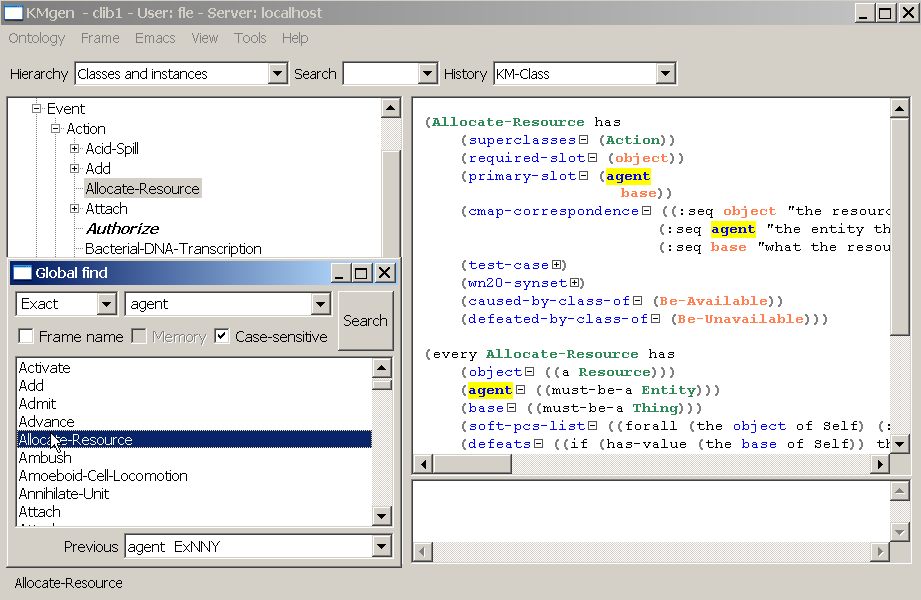 KMgen - clib1 - User: fle - Server: localhost
Ontology Frame Emacs View Tools Help
Hierarchy Classes and instances Search History KM-Class
Event
Action
Acid-Spill
Add
Allocate-Resource
Attach
Authorize
Bacterial-DNA-Transcription
Global find
Exact agent
Search
Frame name Memory Case-sensitive
Activate
Add
Admit
Advance
Allocate-Resource
Ambush
Amoeboid-Cell-Locomotion
Annihilate-Unit
Attach
Previous agent ExNNY
(Allocate-Resource has
(superclasses (Action))
(required-slot (object))
(primary-slot (agent
base))
(cmap-correspondence ((:seq object "the resour
(:seq agent "the entity th
(:seq base "what the resou
(test-case)
(wn20-synset)
(caused-by-class-of (Be-Available))
(defeated-by-class-of (Be-Unavailable)))
(every Allocate-Resource has
(object ((a Resource)))
(agent ((must-be-a Entity)))
(base ((must-be-a Thing)))
(soft-pcs-list ((forall (the object of Self) (:
(defeats ((if (has-value (the base of Self)) th
Allocate-Resource